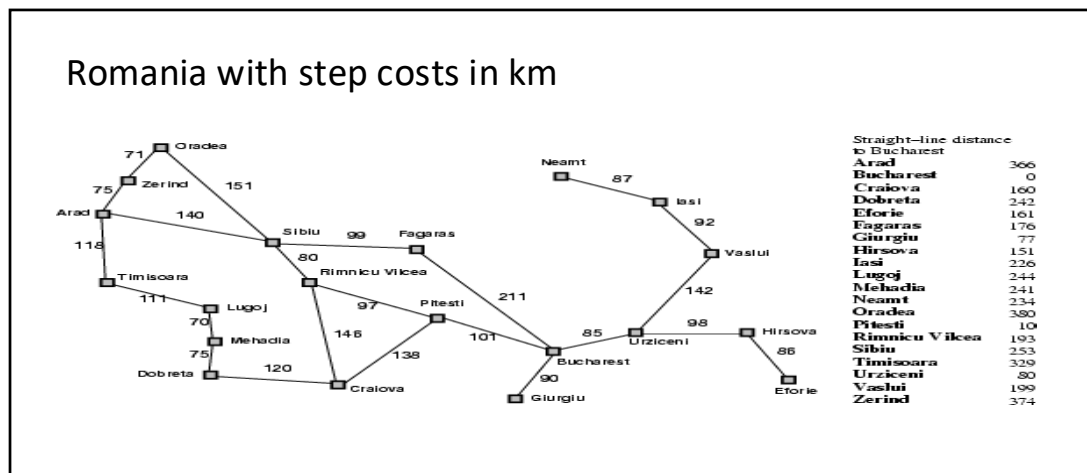 Romania with step costs in km
Oradea
71
Neamt
87
Zerind
151
75
Iasi
Arad
140
92
Sibiu
99
Fagaras
118
80
Vaslui
Rimnicu Vilcea
Timisoara
111
211
142
Lugoj
97
Pitesti
70
98
Hirsova
146
85
Mehadia
101
Urziceni
138
86
75
Bucharest
120
Dobreta
90
Craiova
Giurgiu
Eforie
Straight–line distance
to Bucharest
Arad 366
Bucharest 0
Craiova 160
Dobreta 242
Eforie 161
Fagaras 176
Giurgiu 77
Hirsova 151
Iasi 226
Lugoj 244
Mehadia 241
Neamt 234
Oradea 380
Pitesti 10
Rimnicu Vilcea 193
Sibiu 253
Timisoara 329
Urziceni 80
Vaslui 199
Zerind 374